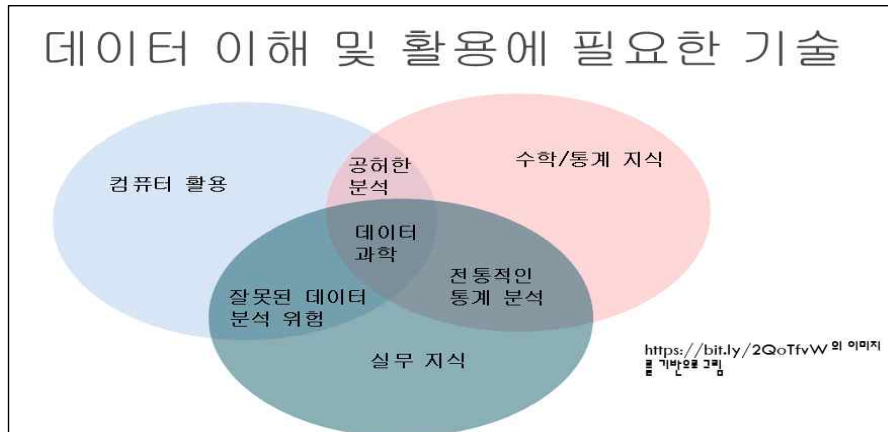 데이터 이해 및 활용에 필요한 기술
컴퓨터 활용
공허한
분석
수학/통계 지식
데이터
과학
전통적인
통계 분석
잘못된 데이터
분석 위험
실무 지식
https://bit.ly/2QoTfvW 의 이미지
를 기반으로 그림